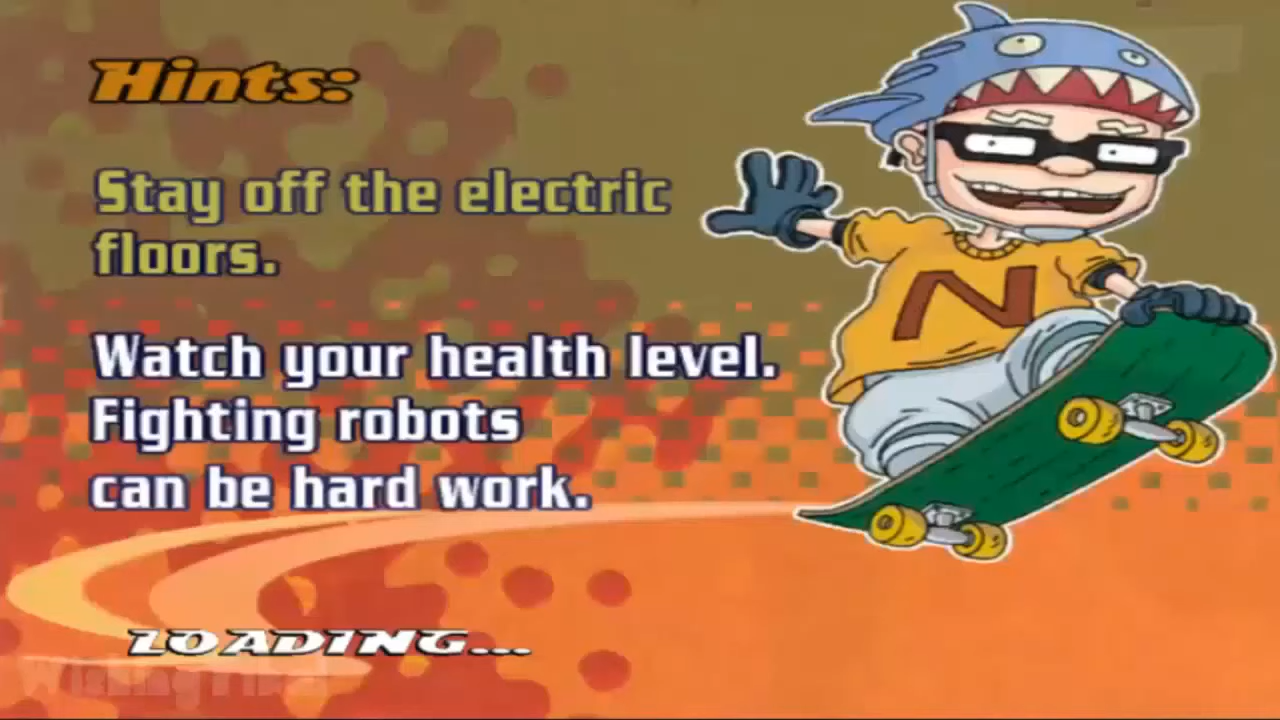 Hints:
Stay off the electric
floors.
Watch your health level.
Fighting robots
can be hard work.
N
LOADING...